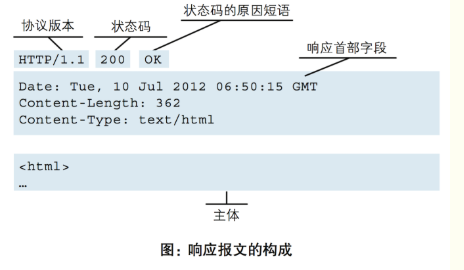 状态码的原因短语
协议版本 状态码
响应首部字段
HTTP/1.1 200 OK
Date: Tue, 10 Jul 2012 06:50:15 GMT
Content-Length: 362
Content-Type: text/html
<html>
…
主体
图：响应报文的构成